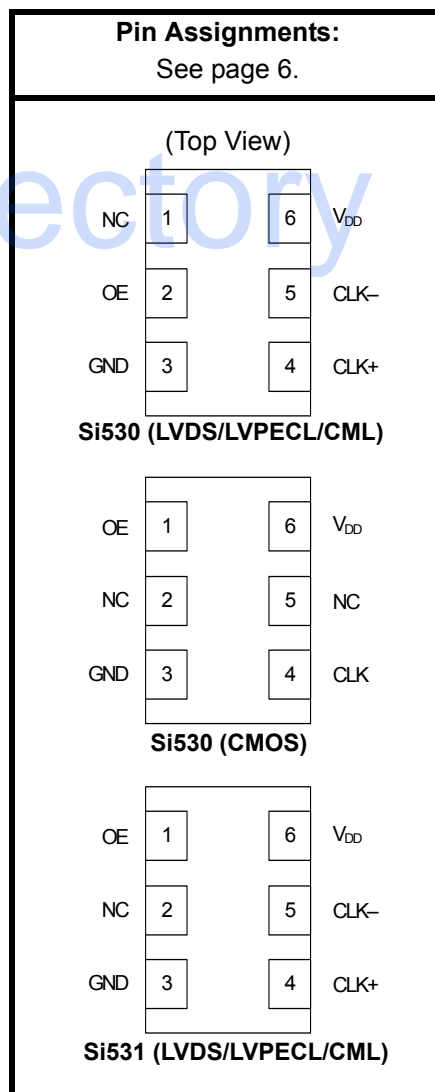 Pin Assignments:
See page 6.
(Top View)
ectory
NC 1 6 VDD
OE 2 5 CLK–
GND 3 4 CLK+
Si530 (LVDS/LVPECL/CML)
OE 1 6 VDD
NC 2 5 NC
GND 3 4 CLK
Si530 (CMOS)
OE 1 6 VDD
NC 2 5 CLK–
GND 3 4 CLK+
Si531 (LVDS/LVPECL/CML)